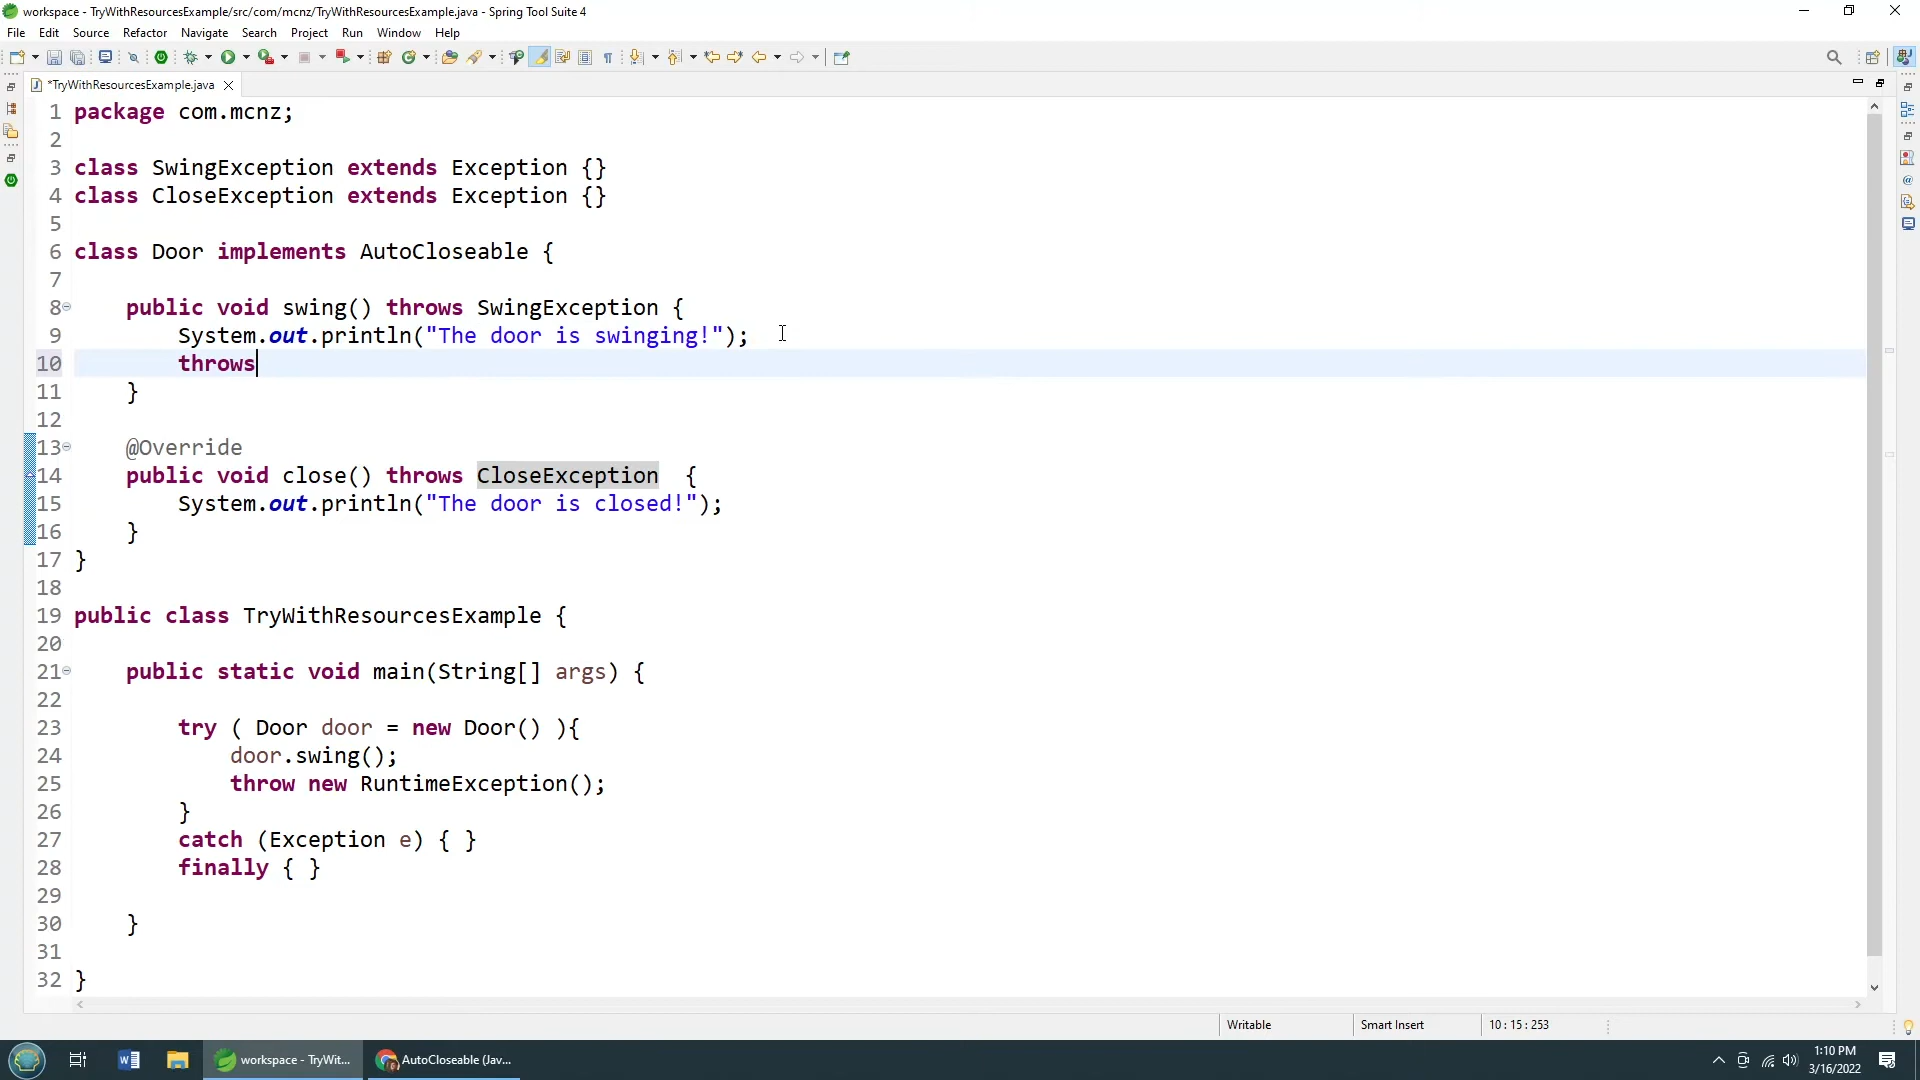 workspace - TryWithResourcesExample/src/com/mcnz/TryWithResourcesExample.java - Spring Tool Suite 4
File Edit Source Refactor Navigate Search Project Run Window Help
*TryWithResourcesExample.java
1 package com.mcnz;
2
3 class SwingException extends Exception {}
4 class CloseException extends Exception {}
5
6 class Door implements AutoCloseable {
7
8 public void swing() throws SwingException {
9 System.out.println("The door is swinging!");
10 throws
11 }
12
13 @Override
14 public void close() throws CloseException  {
15 System.out.println("The door is closed!");
16 }
17 }
18
19 public class TryWithResourcesExample {
20
21 public static void main(String[] args) {
22
23 try ( Door door = new Door() ){
24 door.swing();
25 throw new RuntimeException();
26 }
27 catch (Exception e) { }
28 finally { }
29
30 }
31
32 }
Writable Smart Insert 10 : 15 : 253
workspace - TryWit... AutoCloseable (Jav...
1:10 PM
3/16/2022